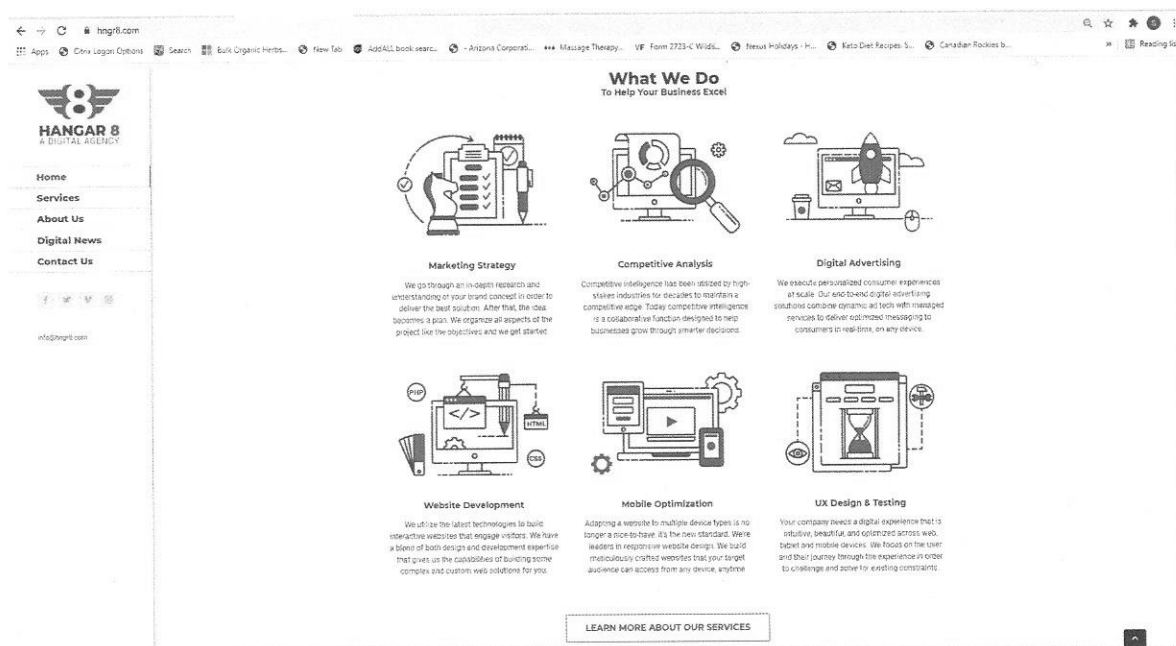 hngr8.com
S
Apps Citrix Logon Options Search Bulk Organic Herbs... New Tab AddALL book searc... - Arizona Corporati... Massage Therapy... VF Form 2723-C Wilds... Nexus Holidays - H... Keto Diet Recipes, S... Canadian Rockies b... » Reading list
8
HANGAR 8
A DIGITAL AGENCY
Home
Services
About Us
Digital News
Contact Us
info@hngr8.com
What We Do
To Help Your Business Excel
Marketing Strategy
We go through an in-depth research and
understanding of your brand concept in order to
deliver the best solution. After that, the idea
becomes a plan. We organize all aspects of the
project like the objectives and we get started
Competitive Analysis
Competitive intelligence has been utilized by high-
stakes industries for decades to maintain a
competitive edge. Today competitive intelligence
is a collaborative function designed to help
businesses grow through smarter decisions.
Digital Advertising
We execute personalized consumer experiences
at scale. Our end-to-end digital advertising
solutions combine dynamic ad tech with managed
services to deliver optimized messaging to
consumers in real-time, on any device.
PHP
</>
HTML
CSS
Website Development
We utilize the latest technologies to build
interactive websites that engage visitors. We have
a blend of both design and development expertise
that gives us the capabilities of building some
complex and custom web solutions for you.
Mobile Optimization
Adapting a website to multiple device types is no
longer a nice-to-have, it's the new standard. We're
leaders in responsive website design. We build
meticulously crafted websites that your target
audience can access from any device, anytime
UX Design & Testing
Your company needs a digital experience that is
intuitive, beautiful, and optimized across web,
tablet and mobile devices. We focus on the user
and their journey through the experience in order
to challenge and solve for existing constraints.
LEARN MORE ABOUT OUR SERVICES